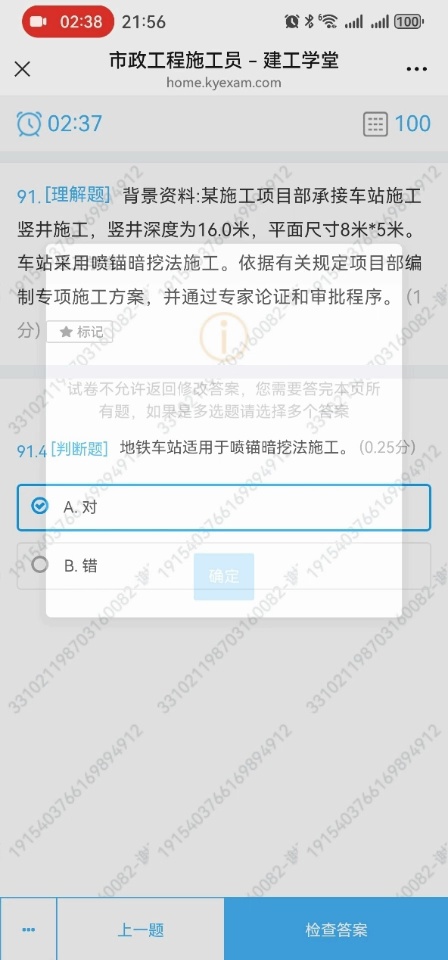 02:38 21:56 6 100
市政工程施工员 – 建工学堂
home.kyexam.com
02:37 100
91. [理解题] 背景资料:某施工项目部承接车站施工
竖井施工，竖井深度为16.0米，平面尺寸8米*5米。
车站采用喷锚暗挖法施工。依据有关规定项目部编
制专项施工方案，并通过专家论证和审批程序。(1
分) ★ 标记
试卷不允许返回修改答案，您需要答完本页所
有题，如果是多选题请选择多个答案
91.4 [判断题] 地铁车站适用于喷锚暗挖法施工。(0.25分)
A. 对
B. 错
确定
331021198703160082
191540376616989491​2
··· 上一题 检查答案